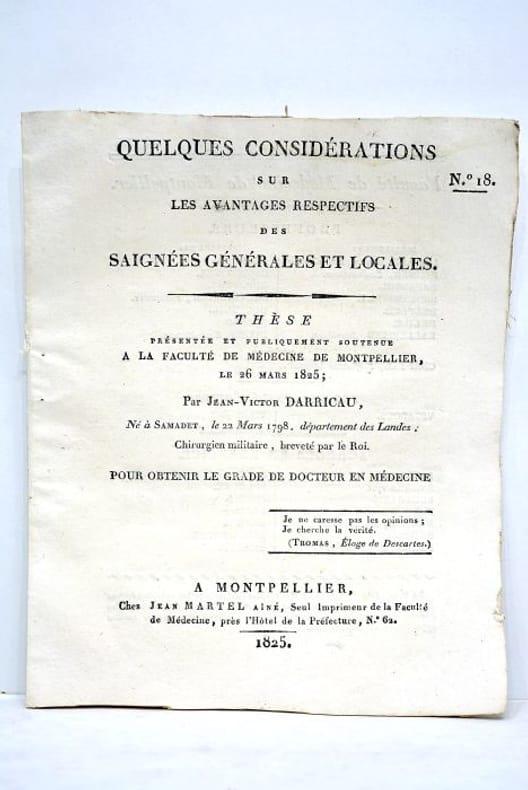 QUELQUES CONSIDÉRATIONS
SUR
N.º 18.
LES AVANTAGES RESPECTIFS
DES
SAIGNÉES GÉNÉRALES ET LOCALES.
THÈSE
PRÉSENTÉE ET PUBLIQUEMENT SOUTENUE
A LA FACULTÉ DE MÉDECINE DE MONTPELLIER,
LE 26 MARS 1825;
Par JEAN-VICTOR DARRICAU,
Né à SAMADET, le 22 Mars 1798. département des Landes;
Chirurgien militaire, breveté par le Roi.
POUR OBTENIR LE GRADE DE DOCTEUR EN MÉDECINE
Je ne caresse pas les opinions;
Je cherche la vérité.
(THOMAS, Éloge de Descartes.)
A MONTPELLIER,
Chez JEAN MARTEL AÎNÉ, Seul Imprimeur de la Faculté
de Médecine, près l'Hôtel de la Préfecture, N.º 62.
1825.